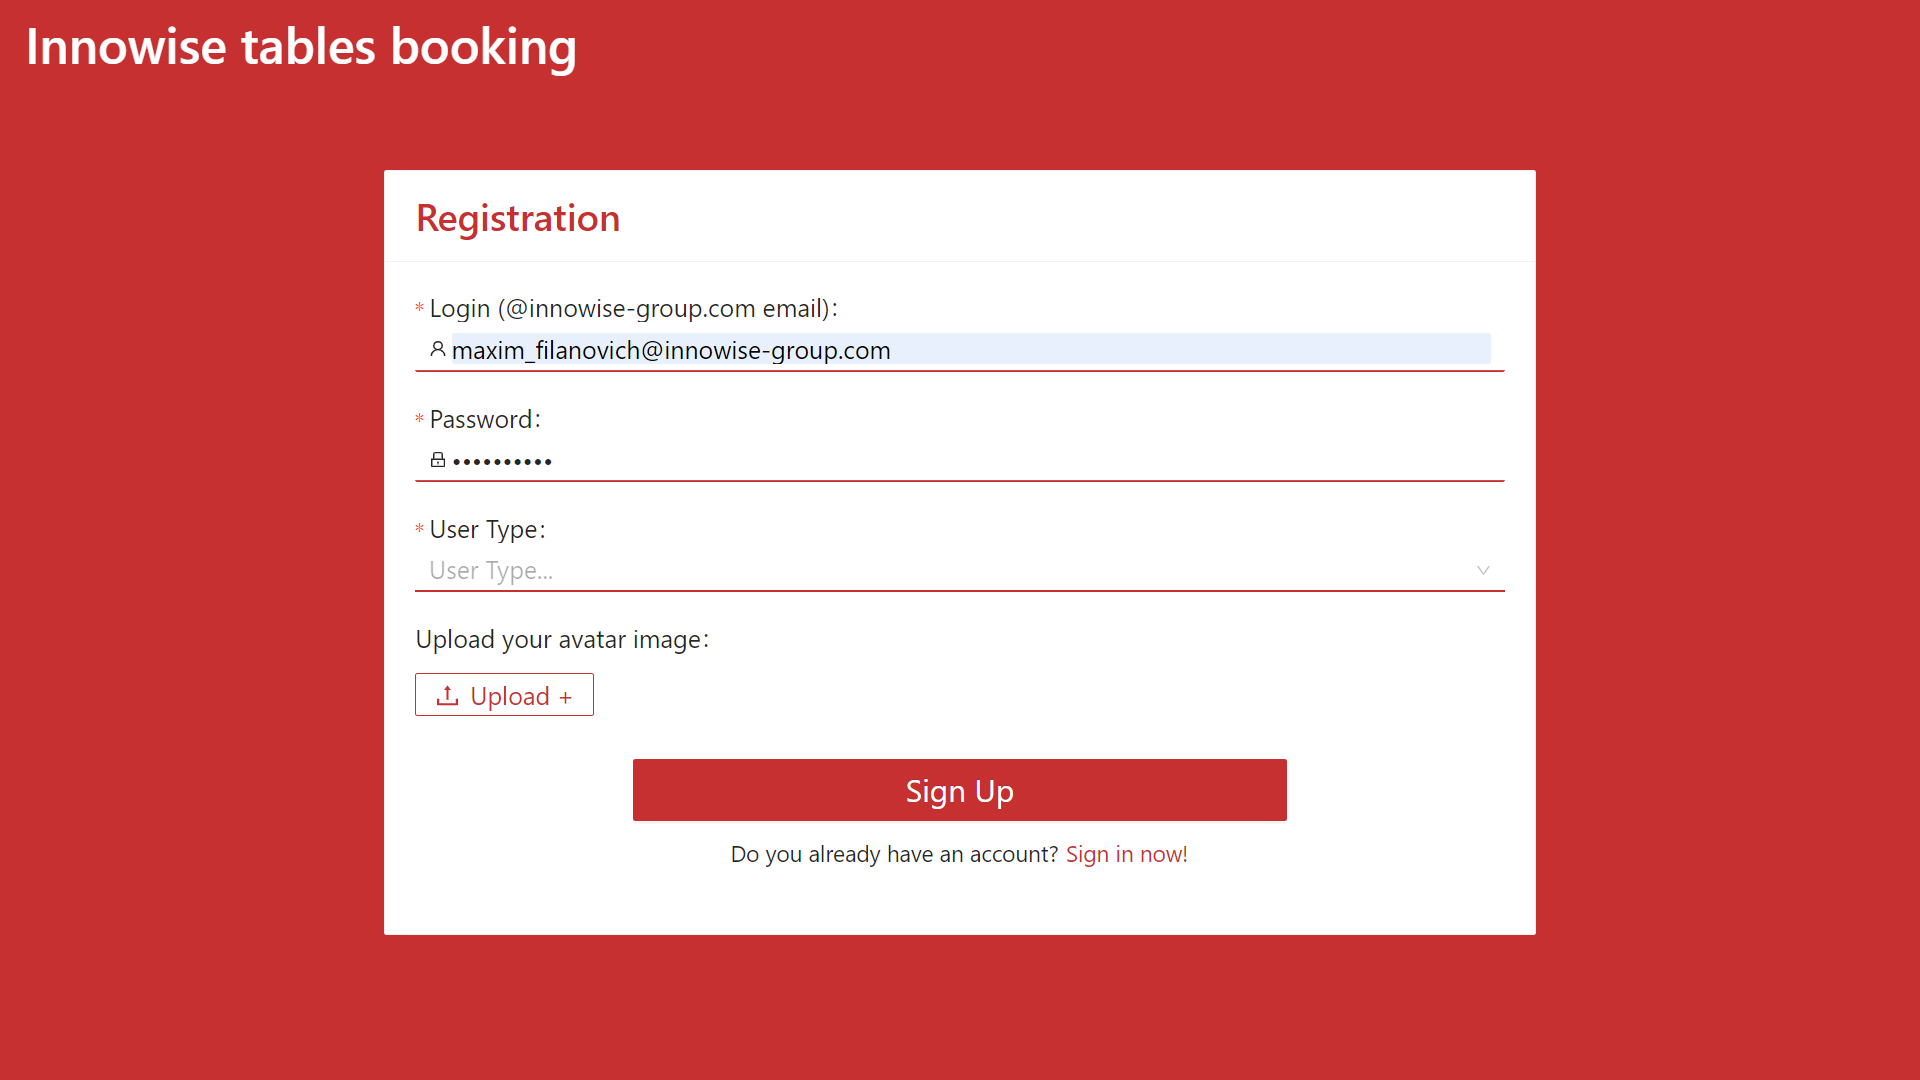 Innowise tables booking
Registration
* Login (@innowise-group.com email):
maxim_filanovich@innowise-group.com
* Password:
••••••••••
* User Type:
User Type...
Upload your avatar image:
Upload +
Sign Up
Do you already have an account? Sign in now!